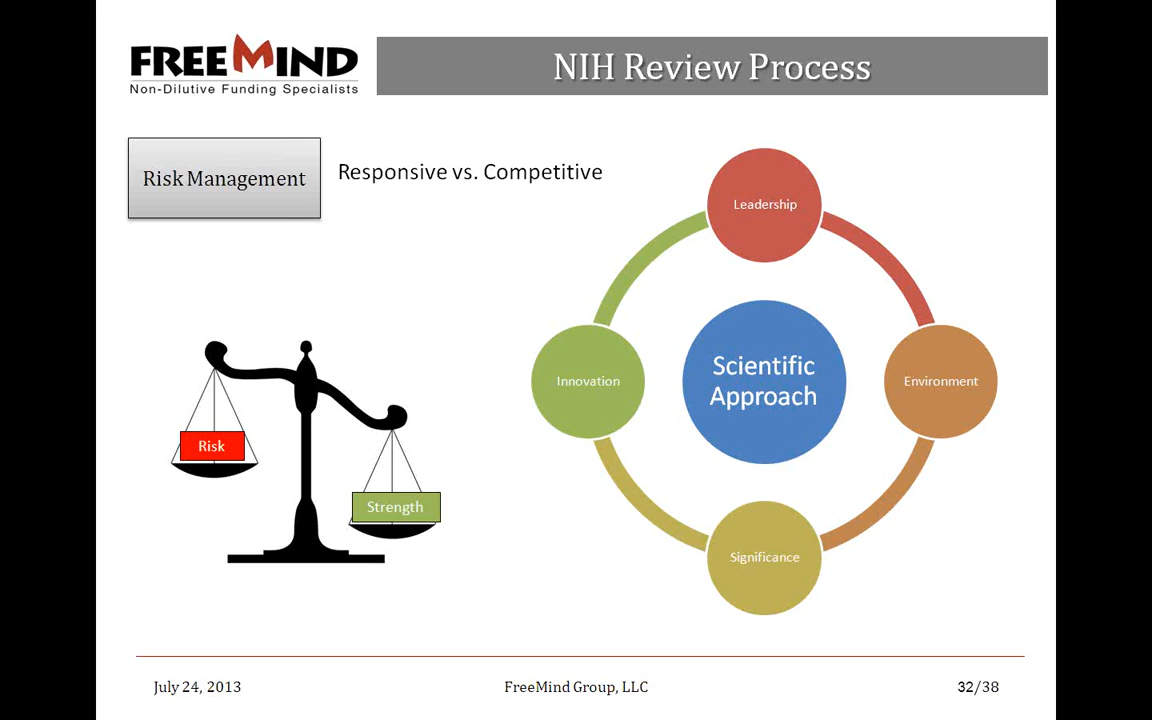 FREEMIND
Non-Dilutive Funding Specialists
NIH Review Process
Risk Management
Responsive vs. Competitive
Leadership
Innovation
Scientific
Approach
Environment
Significance
Risk
Strength
July 24, 2013
FreeMind Group, LLC
32/38